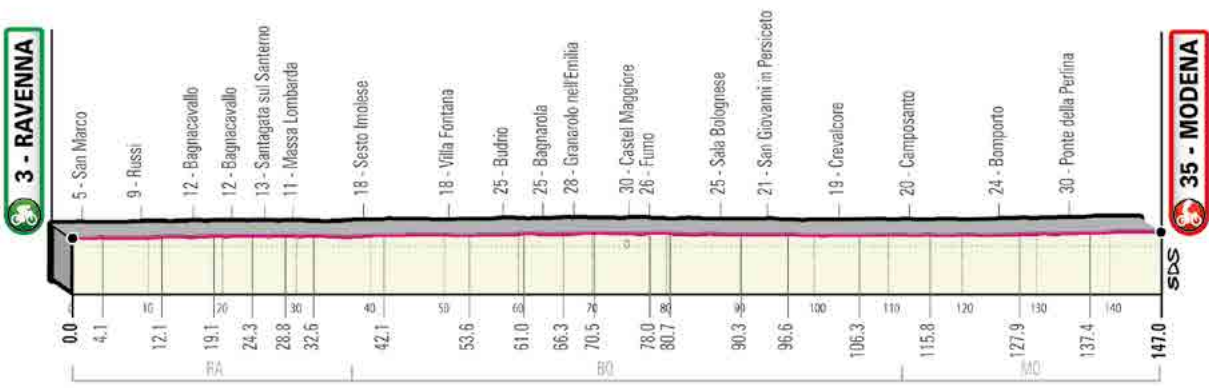 3 - RAVENNA
5 - San Marco
9 - Russi
12 - Bagnacavallo
12 - Bagnacavallo
13 - Santagata sul Santerno
11 - Massa Lombarda
18 - Sesto Imolese
18 - Villa Fontana
25 - Budrio
25 - Bagnarola
28 - Granarolo nell'Emilia
30 - Castel Maggiore
26 - Funo
25 - Sala Bolognese
21 - San Giovanni in Persiceto
19 - Crevalcore
20 - Camposanto
24 - Bomporto
30 - Ponte della Perlina
35 - MODENA
SDS
0
0 10 20 30 40 50 60 70 80 90 100 110 120 130 140
0.0 4.1 12.1 19.1 24.3 28.8 32.6 42.1 53.6 61.0 66.3 70.5 78.0 80.7 90.3 96.6 106.3 115.8 127.9 137.4 147.0
RA BO MO